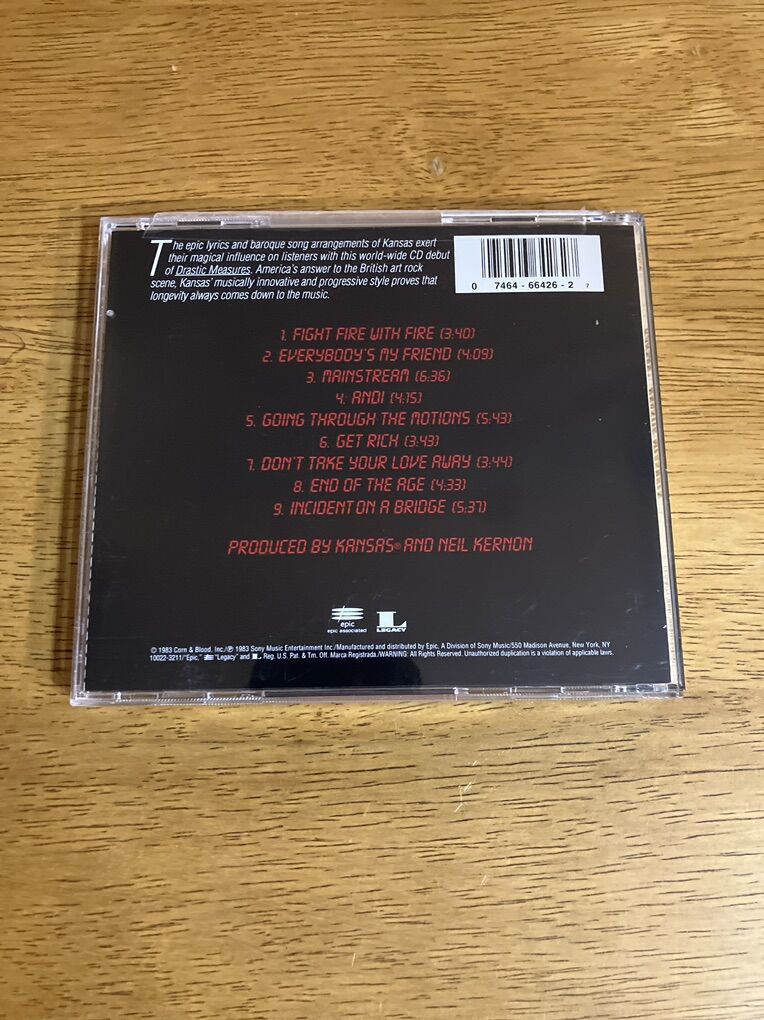 The epic lyrics and baroque song arrangements of Kansas exert
their magical influence on listeners with this world-wide CD debut
of Drastic Measures. America's answer to the British art rock
scene, Kansas' musically innovative and progressive style proves that
longevity always comes down to the music.
0 7464-66426-2 7
1. FIGHT FIRE WITH FIRE (3:40)
2. EVERYBODY'S MY FRIEND (4:09)
3. MAINSTREAM (6:36)
4. ANDI (4:15)
5. GOING THROUGH THE MOTIONS (5:43)
6. GET RICH (3:43)
7. DON'T TAKE YOUR LOVE AWAY (3:44)
8. END OF THE AGE (4:33)
9. INCIDENT ON A BRIDGE (5:37)
PRODUCED BY KANSAS® AND NEIL KERNON
epic
epic associated
L
LEGACY
© 1983 Corn & Blood, Inc./℗ 1983 Sony Music Entertainment Inc./Manufactured and distributed by Epic, A Division of Sony Music/550 Madison Avenue, New York, NY
10022-3211/"Epic," "Legacy" and L Reg. U.S. Pat. & Tm. Off. Marca Registrada./WARNING: All Rights Reserved. Unauthorized duplication is a violation of applicable laws.